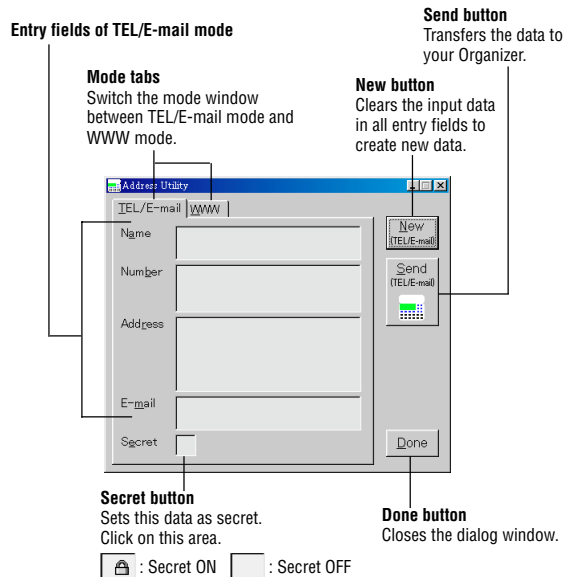 Entry fields of TEL/E-mail mode
Send button
Transfers the data to
your Organizer.
Mode tabs
Switch the mode window
between TEL/E-mail mode and
WWW mode.
New button
Clears the input data
in all entry fields to
create new data.
Address Utility
TEL/E-mail WWW
Name
Number
Address
E-mail
Secret
New
(TEL/E-mail)
Send
(TEL/E-mail)
Done
Secret button
Sets this data as secret.
Click on this area.
: Secret ON : Secret OFF
Done button
Closes the dialog window.